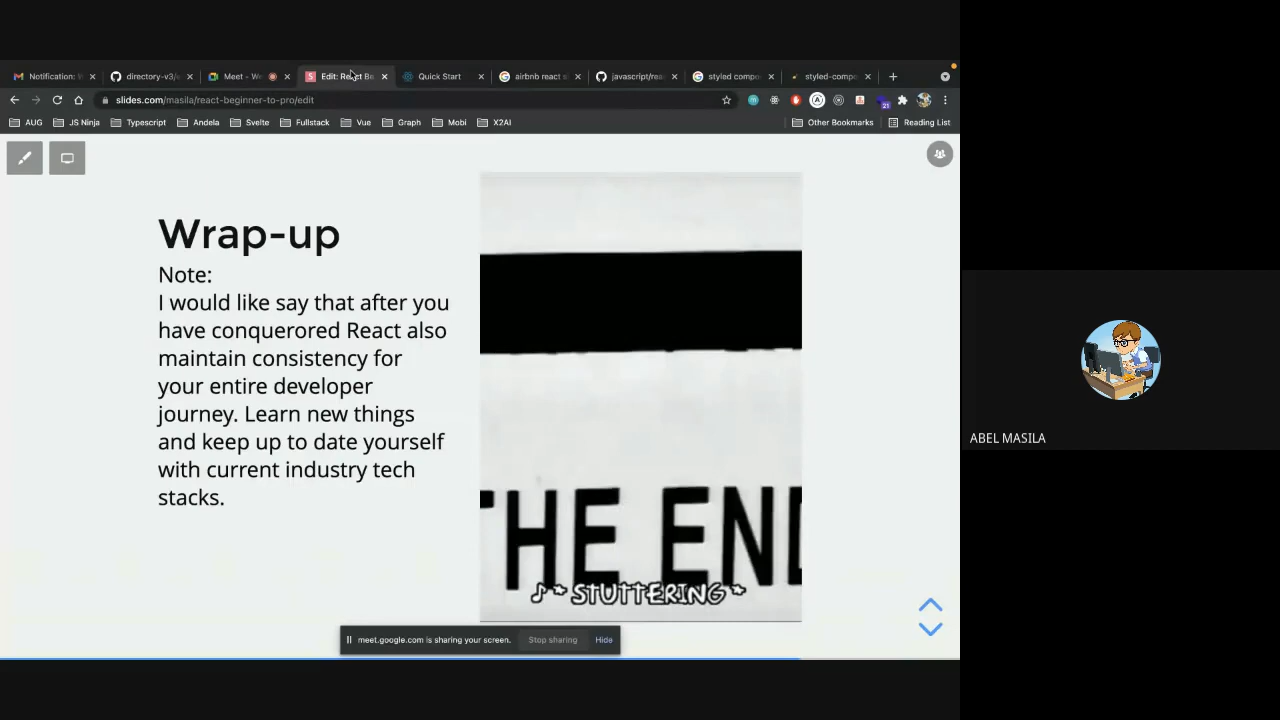 Notification: W
directory-v3/
Meet - We
Edit: React Be
Quick Start
airbnb react s
javascript/rea
styled compo
styled-compo
slides.com/masila/react-beginner-to-pro/edit
21
AUG
JS Ninja
Typescript
Andela
Svelte
Fullstack
Vue
Graph
Mobi
X2AI
Other Bookmarks
Reading List
Wrap-up
Note:
I would like say that after you
have conquerored React also
maintain consistency for
your entire developer
journey. Learn new things
and keep up to date yourself
with current industry tech
stacks.
THE END
♪* STUTTERING *
meet.google.com is sharing your screen.
Stop sharing
Hide
ABEL MASILA